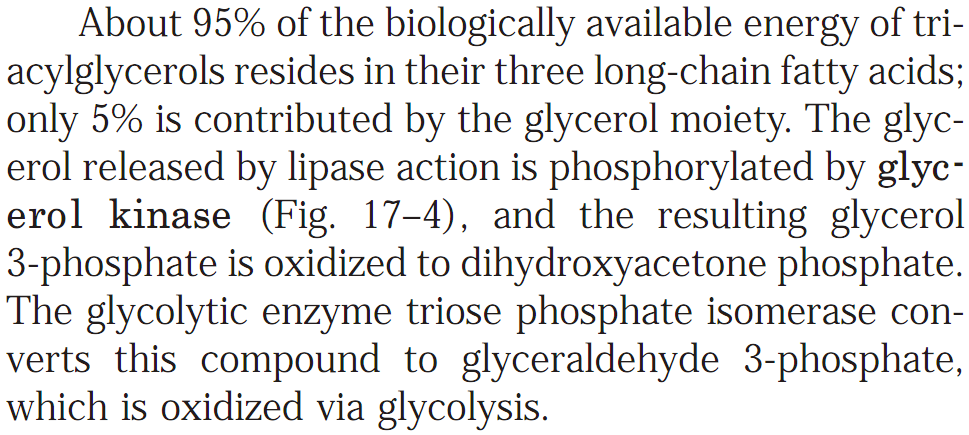 About 95% of the biologically available energy of tri-
acylglycerols resides in their three long-chain fatty acids;
only 5% is contributed by the glycerol moiety. The glyc-
erol released by lipase action is phosphorylated by glyc-
erol kinase (Fig. 17–4), and the resulting glycerol
3-phosphate is oxidized to dihydroxyacetone phosphate.
The glycolytic enzyme triose phosphate isomerase con-
verts this compound to glyceraldehyde 3-phosphate,
which is oxidized via glycolysis.